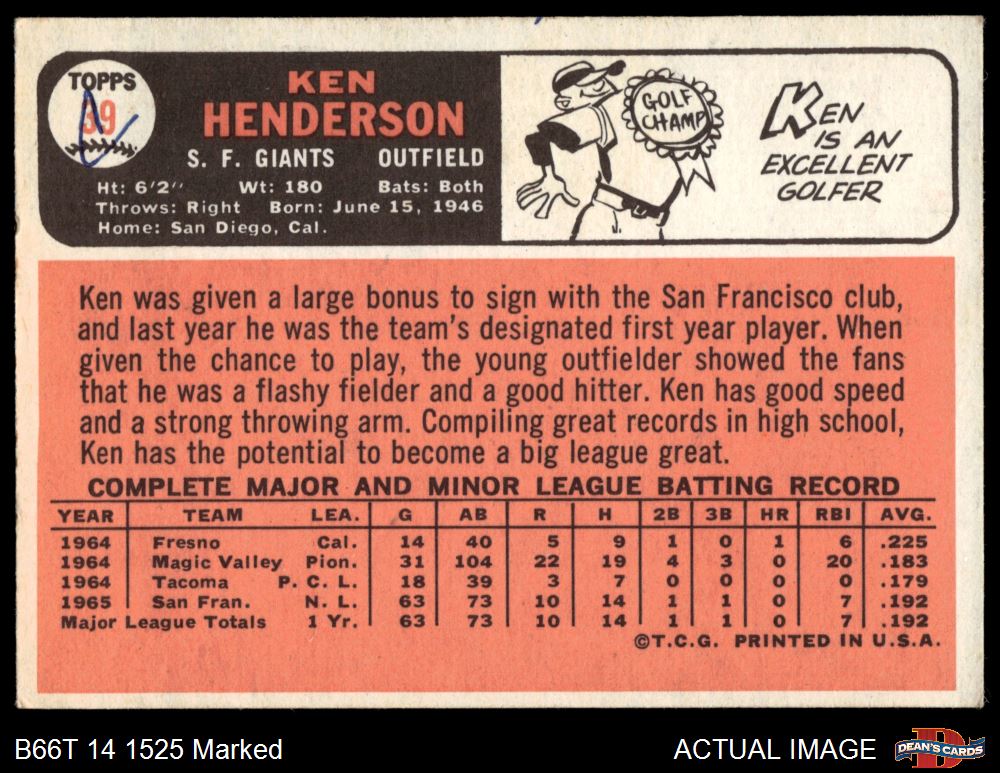 TOPPS
39
KEN
HENDERSON
S. F. GIANTS OUTFIELD
Ht: 6'2" Wt: 180 Bats: Both
Throws: Right Born: June 15, 1946
Home: San Diego, Cal.
GOLF
CHAMP
KEN
IS AN
EXCELLENT
GOLFER
Ken was given a large bonus to sign with the San Francisco club,
and last year he was the team's designated first year player. When
given the chance to play, the young outfielder showed the fans
that he was a flashy fielder and a good hitter. Ken has good speed
and a strong throwing arm. Compiling great records in high school,
Ken has the potential to become a big league great.
COMPLETE MAJOR AND MINOR LEAGUE BATTING RECORD
YEAR TEAM LEA. G AB R H 2B 3B HR RBI AVG.
1964 Fresno Cal. 14 40 5 9 1 0 1 6 .225
1964 Magic Valley Pion. 31 104 22 19 4 3 0 20 .183
1964 Tacoma P. C. L. 18 39 3 7 0 0 0 0 .179
1965 San Fran. N. L. 63 73 10 14 1 1 0 7 .192
Major League Totals 1 Yr. 63 73 10 14 1 1 0 7 .192
©T.C.G. PRINTED IN U.S.A.
B66T 14 1525 Marked
ACTUAL IMAGE
DEAN'S CARDS